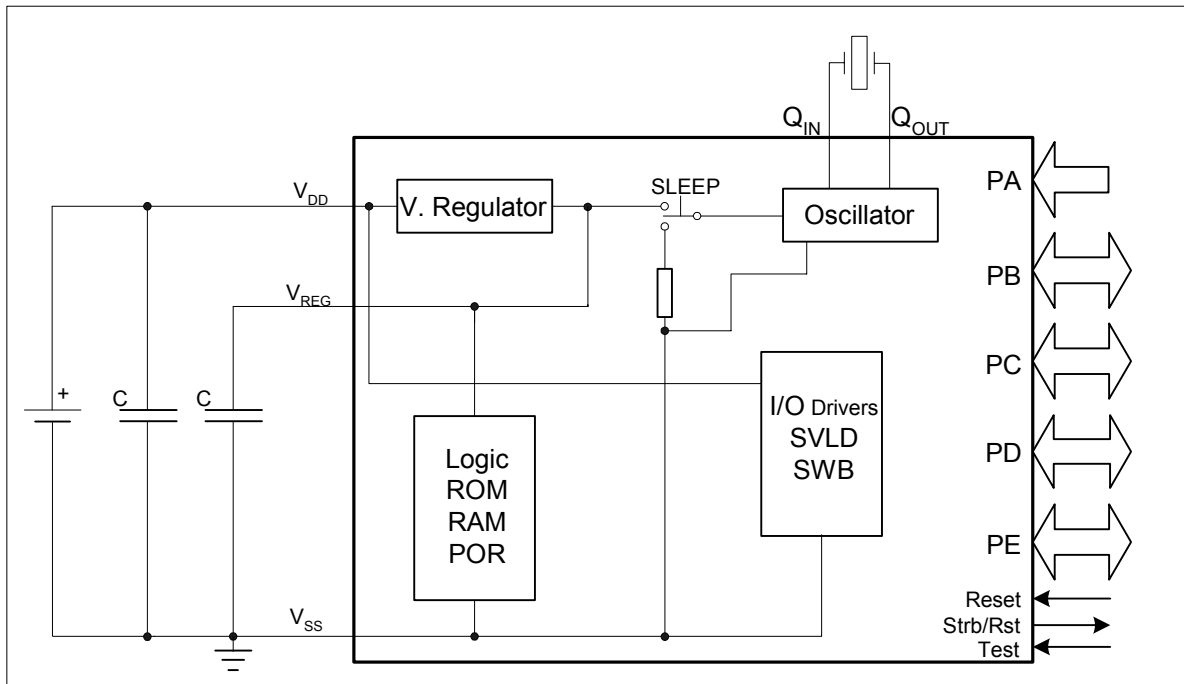 QIN
QOUT
VDD
V. Regulator
SLEEP
Oscillator
PA
PB
VREG
PC
+
C
C
I/O Drivers
SVLD
SWB
Logic
ROM
RAM
POR
PD
PE
Reset
VSS
Strb/Rst
Test